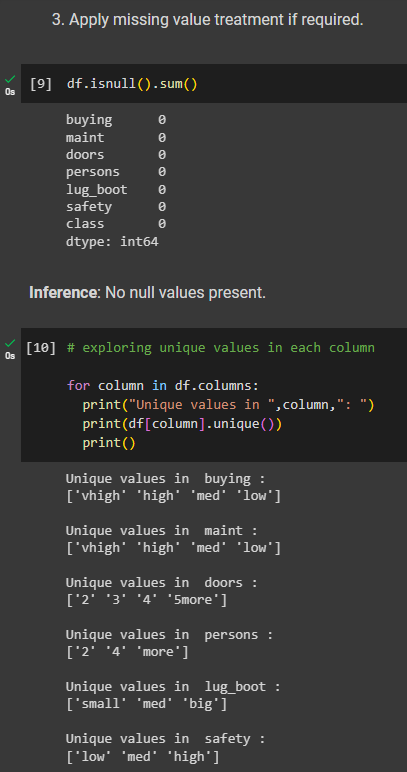 3. Apply missing value treatment if required.
0s
[9] df.isnull().sum()
buying 0
maint 0
doors 0
persons 0
lug_boot 0
safety 0
class 0
dtype: int64
Inference: No null values present.
0s
[10] # exploring unique values in each column
for column in df.columns:
print("Unique values in ",column,": ")
print(df[column].unique())
print()
Unique values in  buying :
['vhigh' 'high' 'med' 'low']
Unique values in  maint :
['vhigh' 'high' 'med' 'low']
Unique values in  doors :
['2' '3' '4' '5more']
Unique values in  persons :
['2' '4' 'more']
Unique values in  lug_boot :
['small' 'med' 'big']
Unique values in  safety :
['low' 'med' 'high']